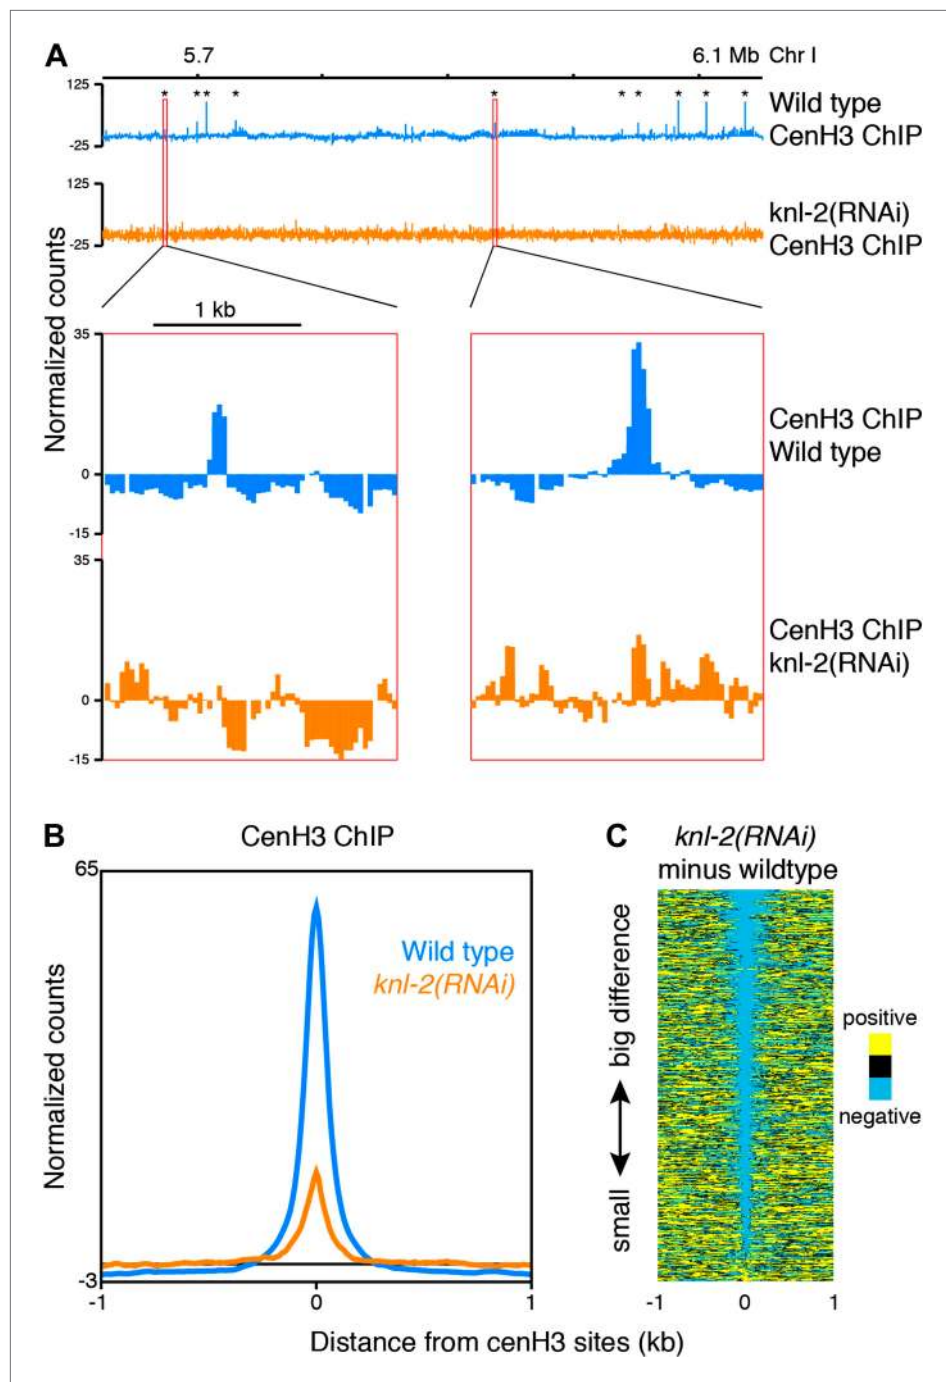 A
5.7
6.1 Mb Chr I
125
-25
* * * * * * * * * * *
Wild type
CenH3 ChIP
125
-25
knl-2(RNAi)
CenH3 ChIP
Normalized counts
1 kb
35
0
-15
CenH3 ChIP
Wild type
35
0
-15
CenH3 ChIP
knl-2(RNAi)
B
CenH3 ChIP
65
-3
Normalized counts
Wild type
knl-2(RNAi)
-1 0 1
C
knl-2(RNAi)
minus wildtype
big difference
small
positive
negative
-1 0 1
Distance from cenH3 sites (kb)